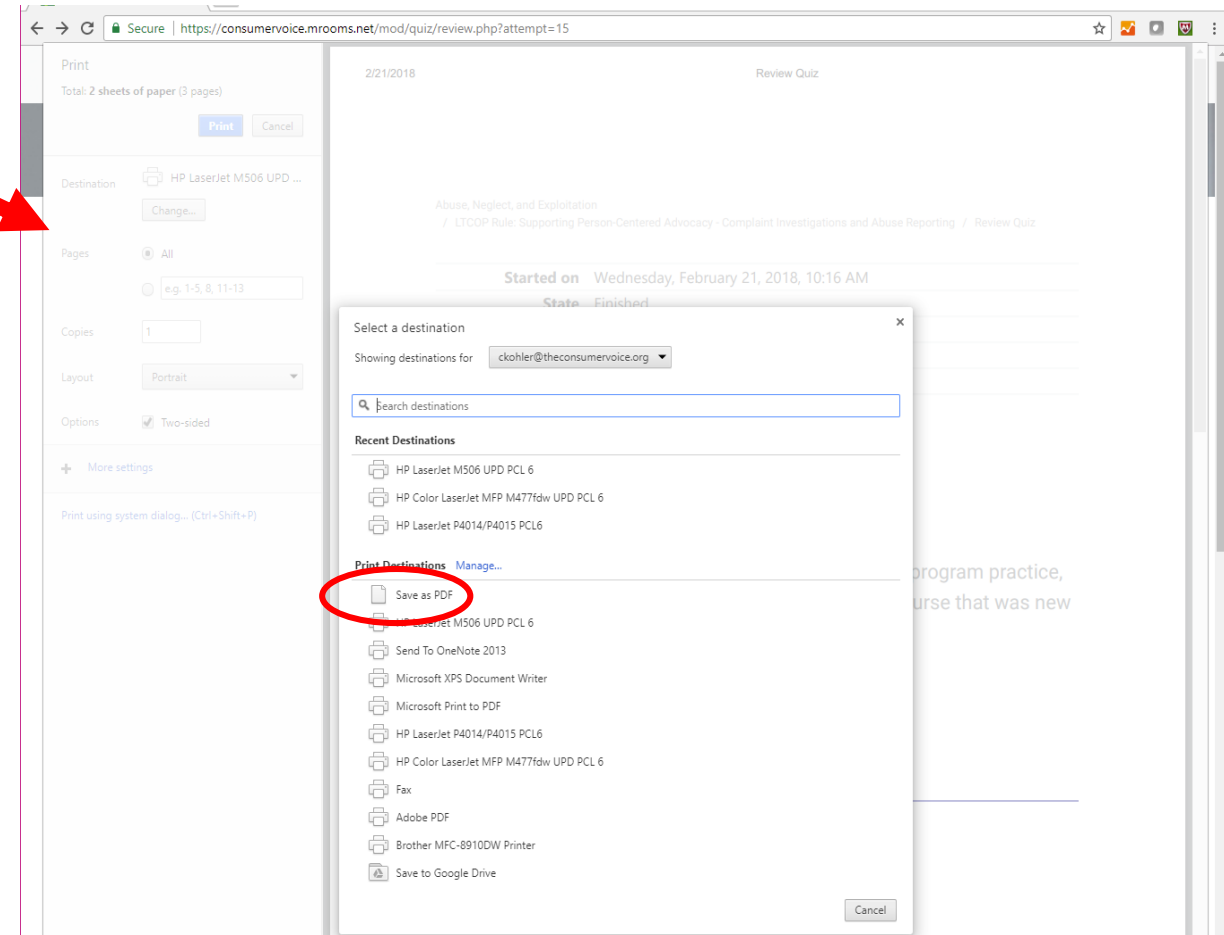 Secure | https://consumervoice.mrooms.net/mod/quiz/review.php?attempt=15
Print
Total: 2 sheets of paper (3 pages)
Print Cancel
Destination HP LaserJet M506 UPD ...
Change...
Pages All
e.g. 1-5, 8, 11-13
Copies 1
Layout Portrait
Options Two-sided
More settings
Print using system dialog... (Ctrl+Shift+P)
2/21/2018 Review Quiz
Abuse, Neglect, and Exploitation
/ LTCOP Rule: Supporting Person-Centered Advocacy - Complaint Investigations and Abuse Reporting / Review Quiz
Started on Wednesday, February 21, 2018, 10:16 AM
State Finished
Select a destination
Showing destinations for ckohler@theconsumervoice.org
Search destinations
Recent Destinations
HP LaserJet M506 UPD PCL 6
HP Color LaserJet MFP M477fdw UPD PCL 6
HP LaserJet P4014/P4015 PCL6
Print Destinations Manage...
Save as PDF
HP LaserJet M506 UPD PCL 6
Send To OneNote 2013
Microsoft XPS Document Writer
Microsoft Print to PDF
HP LaserJet P4014/P4015 PCL6
HP Color LaserJet MFP M477fdw UPD PCL 6
Fax
Adobe PDF
Brother MFC-8910DW Printer
Save to Google Drive
Cancel
program practice,
urse that was new